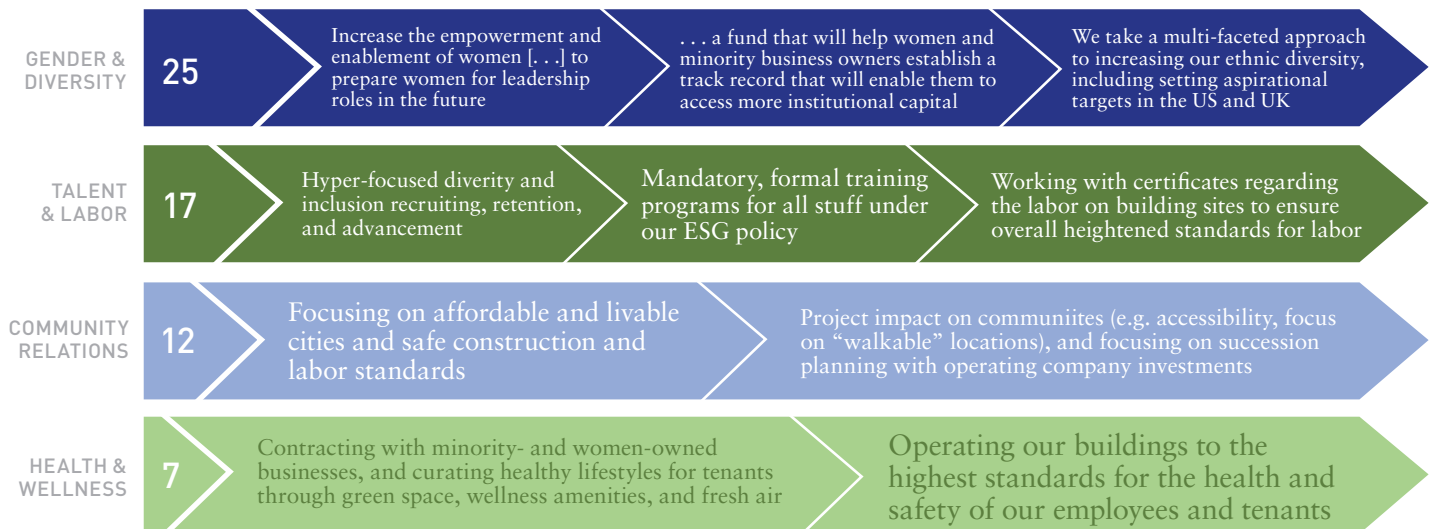 GENDER &
DIVERSITY
25
Increase the empowerment and
enablement of women [. . .] to
prepare women for leadership
roles in the future
. . . a fund that will help women and
minority business owners establish a
track record that will enable them to
access more institutional capital
We take a multi-faceted approach
to increasing our ethnic diversity,
including setting aspirational
targets in the US and UK
TALENT
& LABOR
17
Hyper-focused diverity and
inclusion recruiting, retention,
and advancement
Mandatory, formal training
programs for all stuff under
our ESG policy
Working with certificates regarding
the labor on building sites to ensure
overall heightened standards for labor
COMMUNITY
RELATIONS
12
Focusing on affordable and livable
cities and safe construction and
labor standards
Project impact on communiites (e.g. accessibility, focus
on “walkable” locations), and focusing on succession
planning with operating company investments
HEALTH &
WELLNESS
7
Contracting with minority- and women-owned
businesses, and curating healthy lifestyles for tenants
through green space, wellness amenities, and fresh air
Operating our buildings to the
highest standards for the health and
safety of our employees and tenants